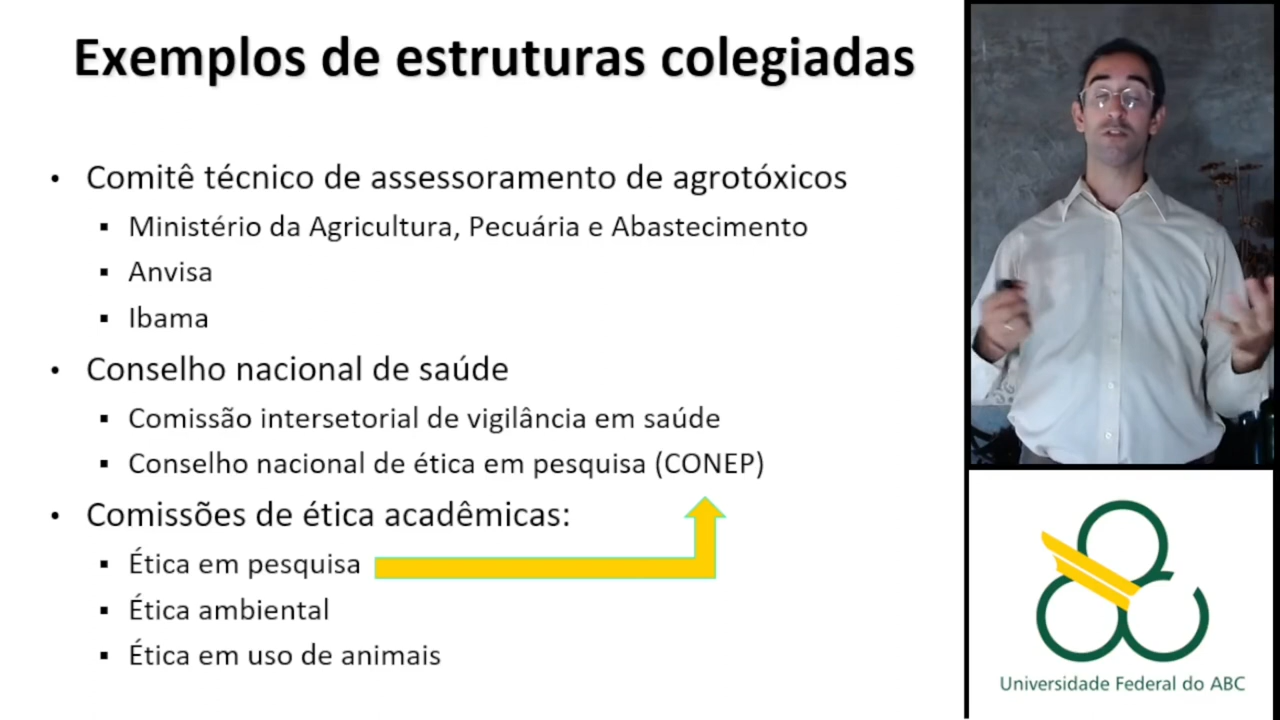 Exemplos de estruturas colegiadas
• Comitê técnico de assessoramento de agrotóxicos
▪ Ministério da Agricultura, Pecuária e Abastecimento
▪ Anvisa
▪ Ibama
• Conselho nacional de saúde
▪ Comissão intersetorial de vigilância em saúde
▪ Conselho nacional de ética em pesquisa (CONEP)
• Comissões de ética acadêmicas:
▪ Ética em pesquisa
▪ Ética ambiental
▪ Ética em uso de animais
Universidade Federal do ABC